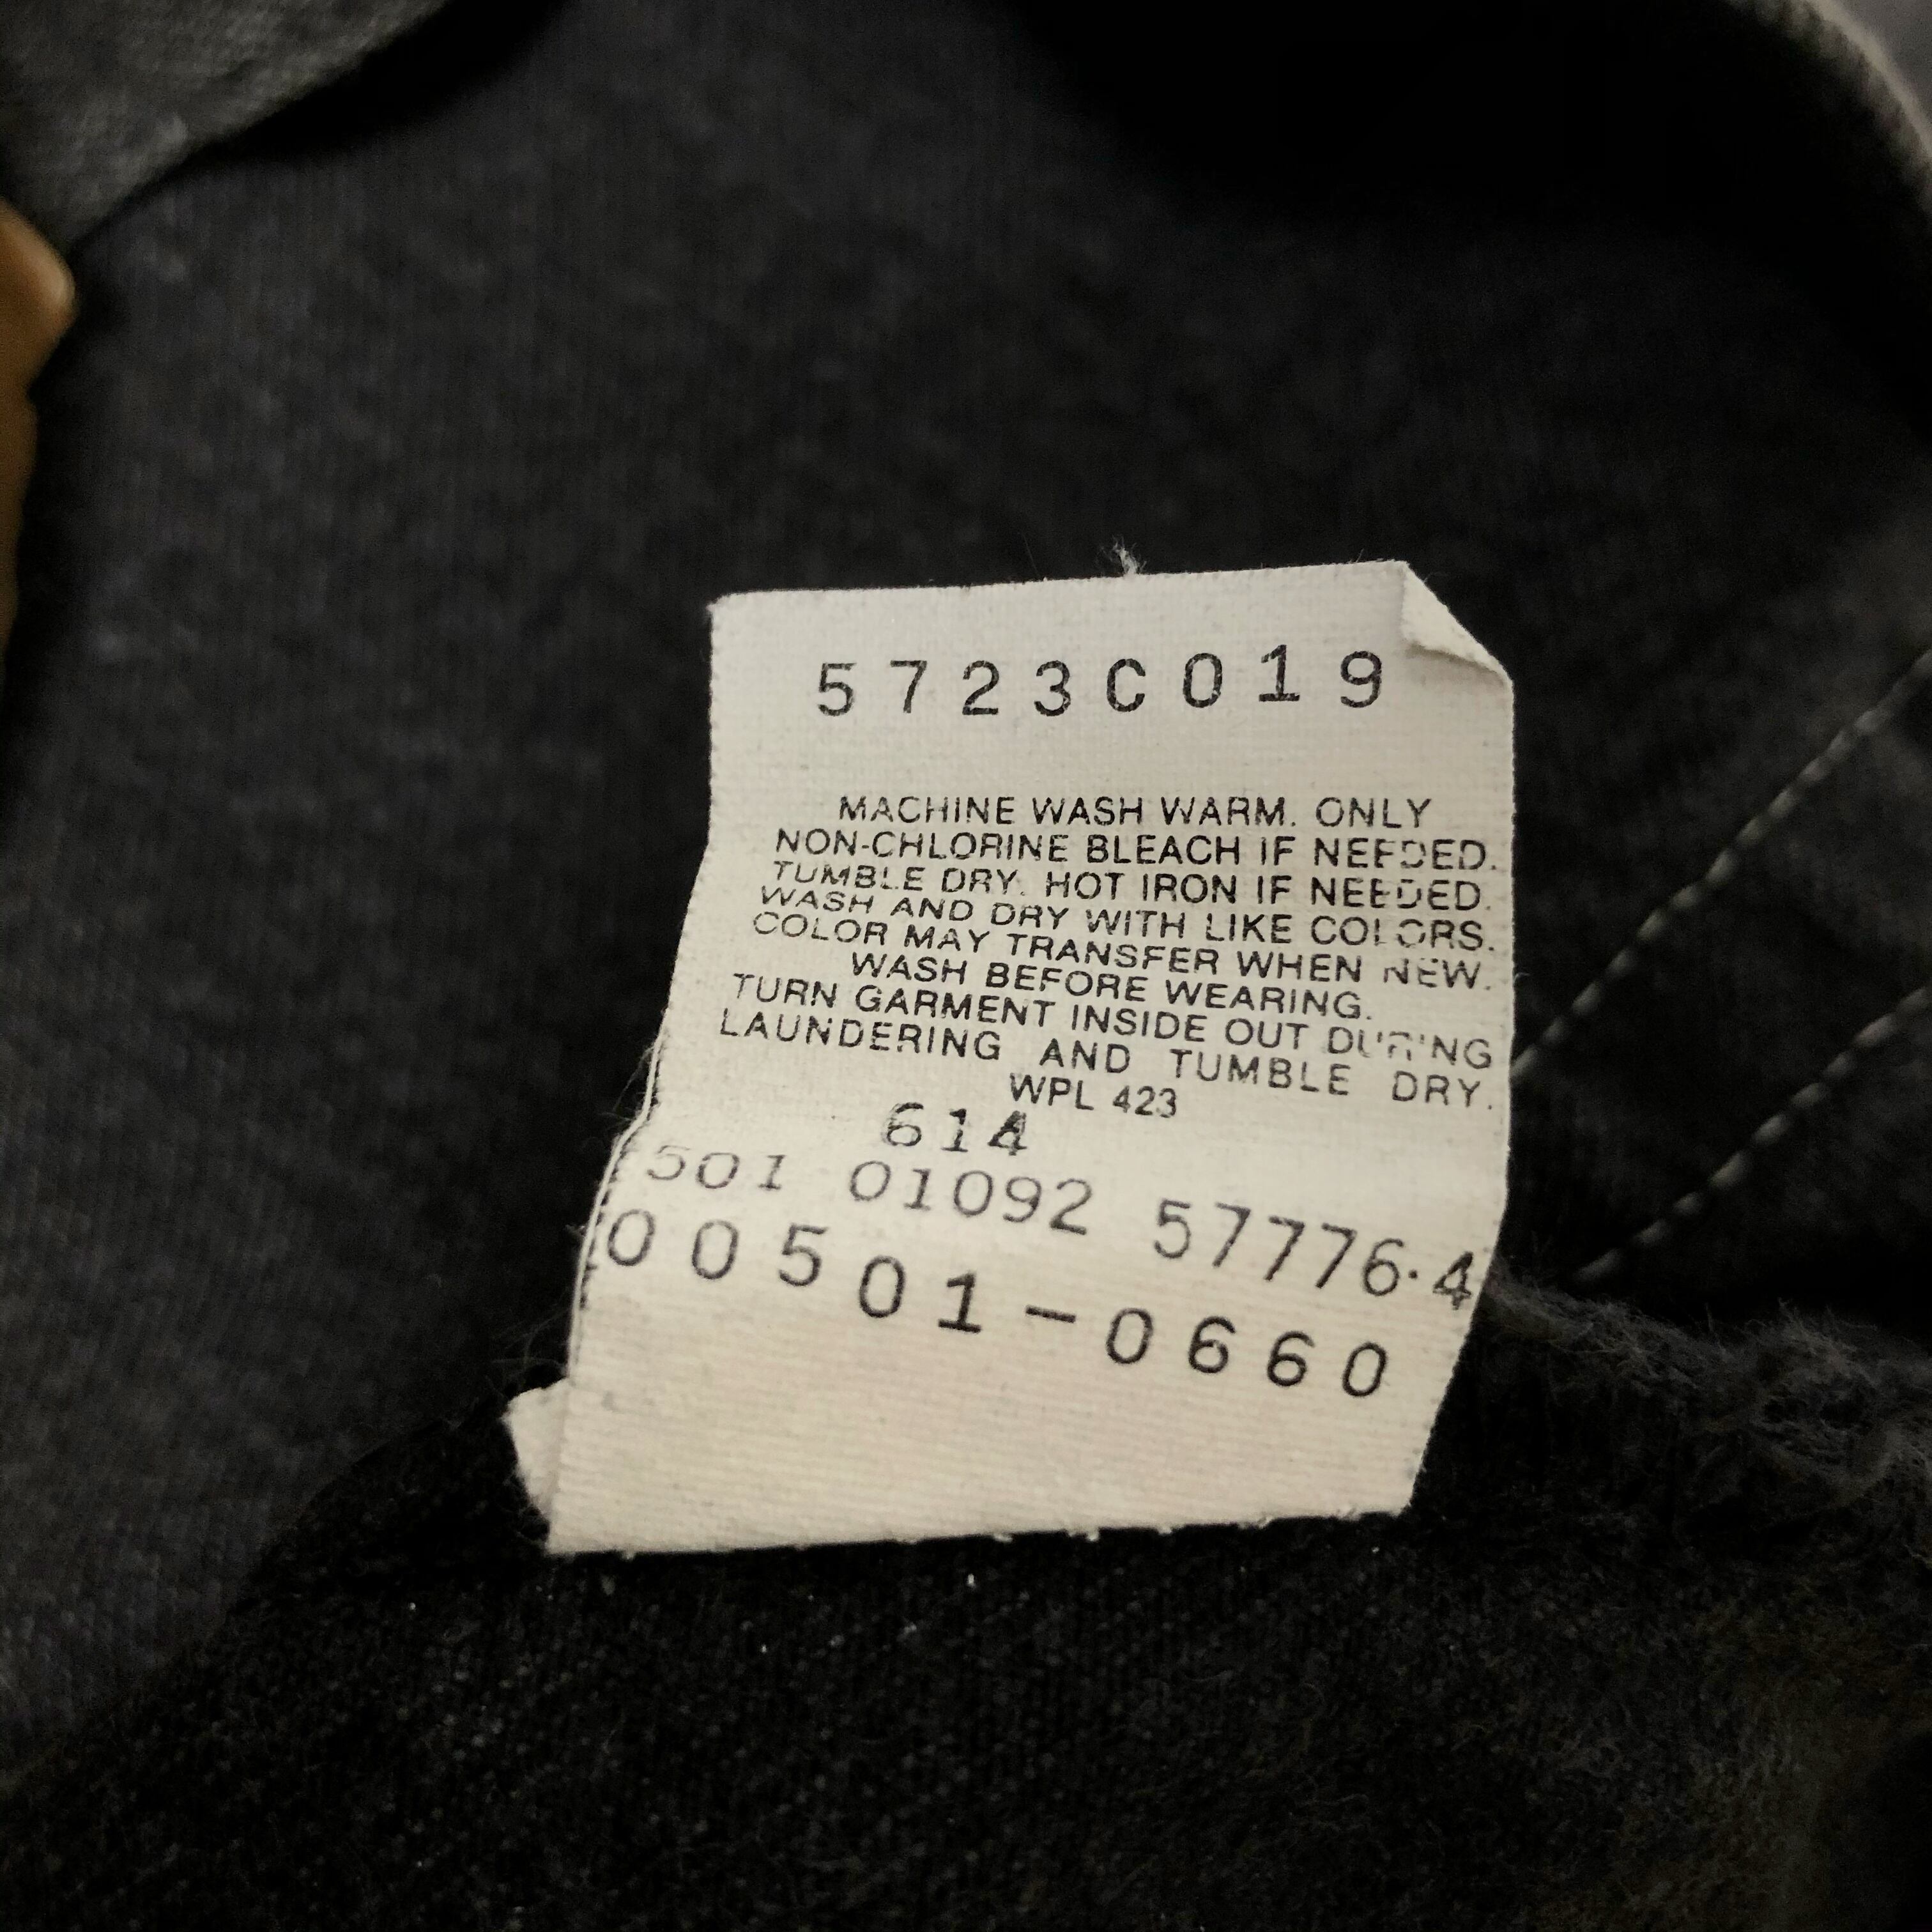 5723C019
MACHINE WASH WARM. ONLY
NON-CHLORINE BLEACH IF NEEDED.
TUMBLE DRY. HOT IRON IF NEEDED.
WASH AND DRY WITH LIKE COLORS.
COLOR MAY TRANSFER WHEN NEW.
WASH BEFORE WEARING.
TURN GARMENT INSIDE OUT DURING
LAUNDERING AND TUMBLE DRY.
WPL 423
614
501 01092 57776·4
00501-0660